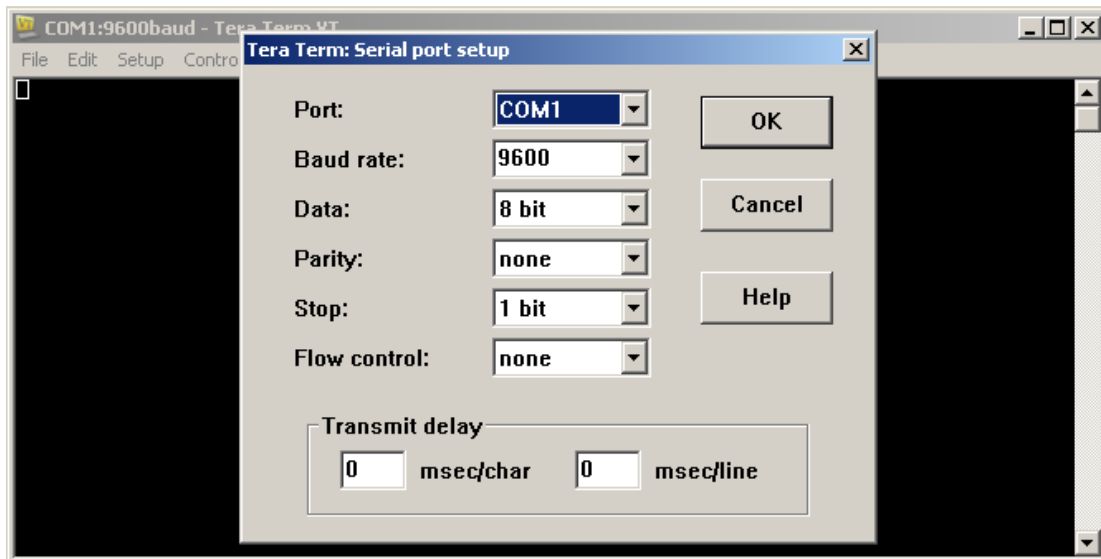 COM1:9600baud - Tera Term VT
File Edit Setup Contro
Tera Term: Serial port setup
Port: COM1
OK
Baud rate: 9600
Data: 8 bit
Cancel
Parity: none
Stop: 1 bit
Help
Flow control: none
Transmit delay
0 msec/char 0 msec/line